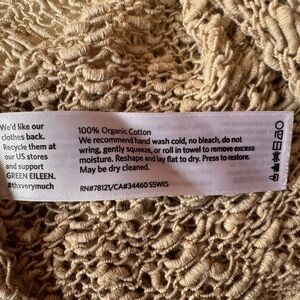 We'd like our
clothes back.
Recycle them at
our US stores
and support
GREEN EILEEN.
#thxverymuch
100% Organic Cotton
We recommend hand wash cold, no bleach, do not
wring, gently squeeze, or roll in towel to remove excess
moisture. Reshape and lay flat to dry. Press to restore.
May be dry cleaned.
RN#78121/CA#34460 S5WES